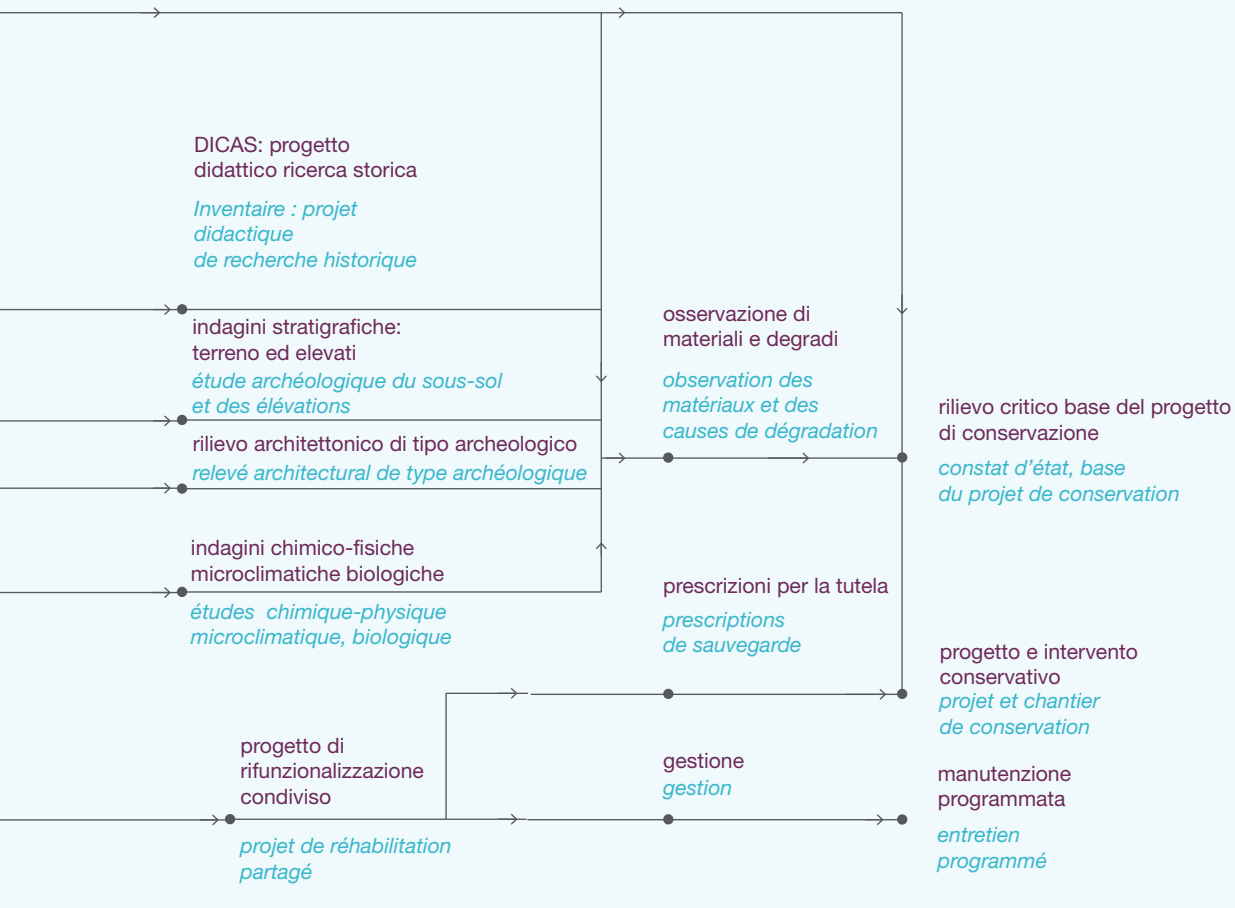 DICAS: progetto
didattico ricerca storica
Inventaire : projet
didactique
de recherche historique
indagini stratigrafiche:
terreno ed elevati
étude archéologique du sous-sol
et des élévations
rilievo architettonico di tipo archeologico
relevé architectural de type archéologique
indagini chimico-fisiche
microclimatiche biologiche
études chimique-physique
microclimatique, biologique
progetto di
rifunzionalizzazione
condiviso
projet de réhabilitation
partagé
osservazione di
materiali e degradi
observation des
matériaux et des
causes de dégradation
prescrizioni per la tutela
prescriptions
de sauvegarde
gestione
gestion
rilievo critico base del progetto
di conservazione
constat d’état, base
du projet de conservation
progetto e intervento
conservativo
projet et chantier
de conservation
manutenzione
programmata
entretien
programmé